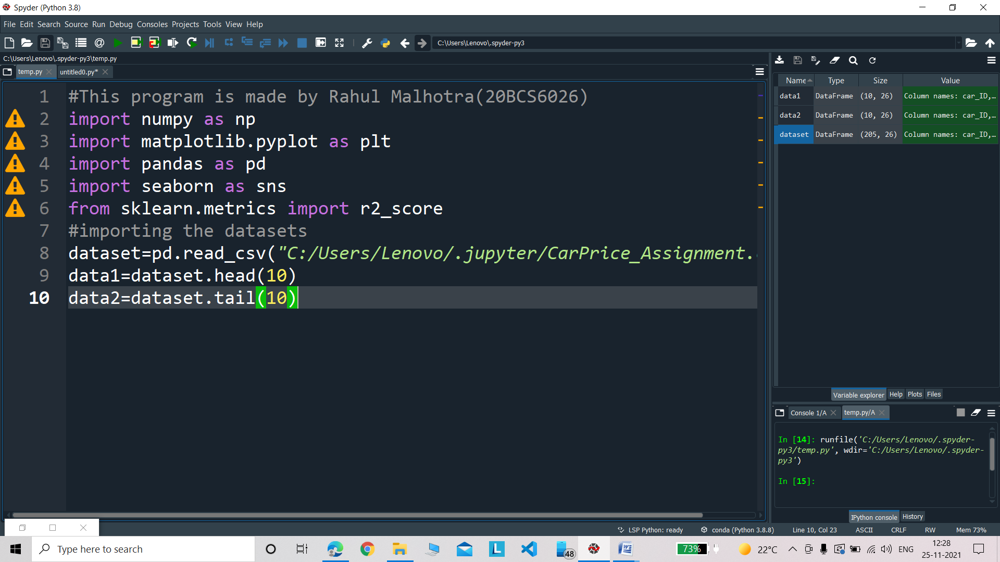 Spyder (Python 3.8)
File Edit Search Source Run Debug Consoles Projects Tools View Help
C:\Users\Lenovo\.spyder-py3
C:\Users\Lenovo\.spyder-py3\temp.py
temp.py untitled0.py*
1 #This program is made by Rahul Malhotra(20BCS6026)
2 import numpy as np
3 import matplotlib.pyplot as plt
4 import pandas as pd
5 import seaborn as sns
6 from sklearn.metrics import r2_score
7 #importing the datasets
8 dataset=pd.read_csv("C:/Users/Lenovo/.jupyter/CarPrice_Assignment.
9 data1=dataset.head(10)
10 data2=dataset.tail(10)
Name Type Size Value
data1 DataFrame (10, 26) Column names: car_ID,…
data2 DataFrame (10, 26) Column names: car_ID,…
dataset DataFrame (205, 26) Column names: car_ID,…
Variable explorer Help Plots Files
Console 1/A temp.py/A
In [14]: runfile('C:/Users/Lenovo/.spyder-
py3/temp.py', wdir='C:/Users/Lenovo/.spyder-
py3')
In [15]:
IPython console History
LSP Python: ready conda (Python 3.8.8) Line 10, Col 23 ASCII CRLF RW Mem 73%
Type here to search
L
48
W
73%
22°C
ENG
12:28
25-11-2021